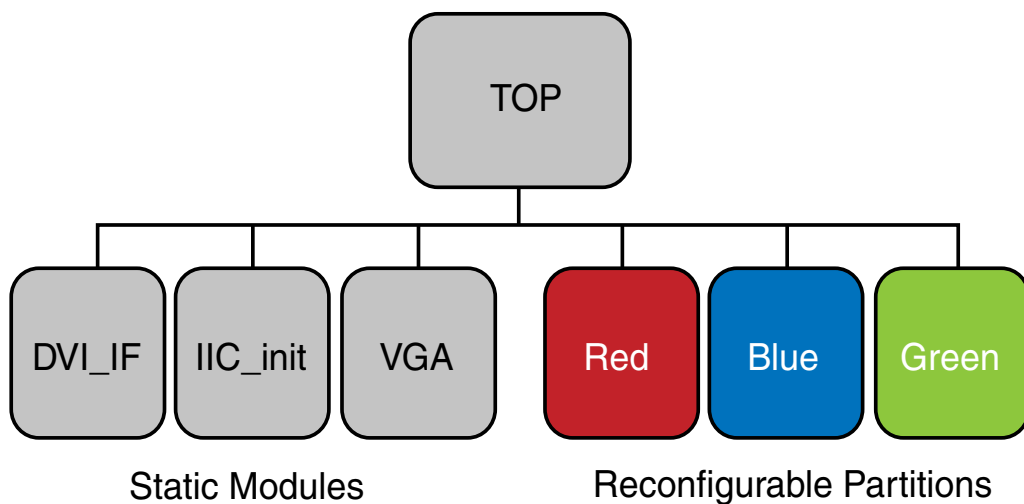 TOP
DVI_IF
IIC_init
VGA
Red
Blue
Green
Static Modules
Reconfigurable Partitions